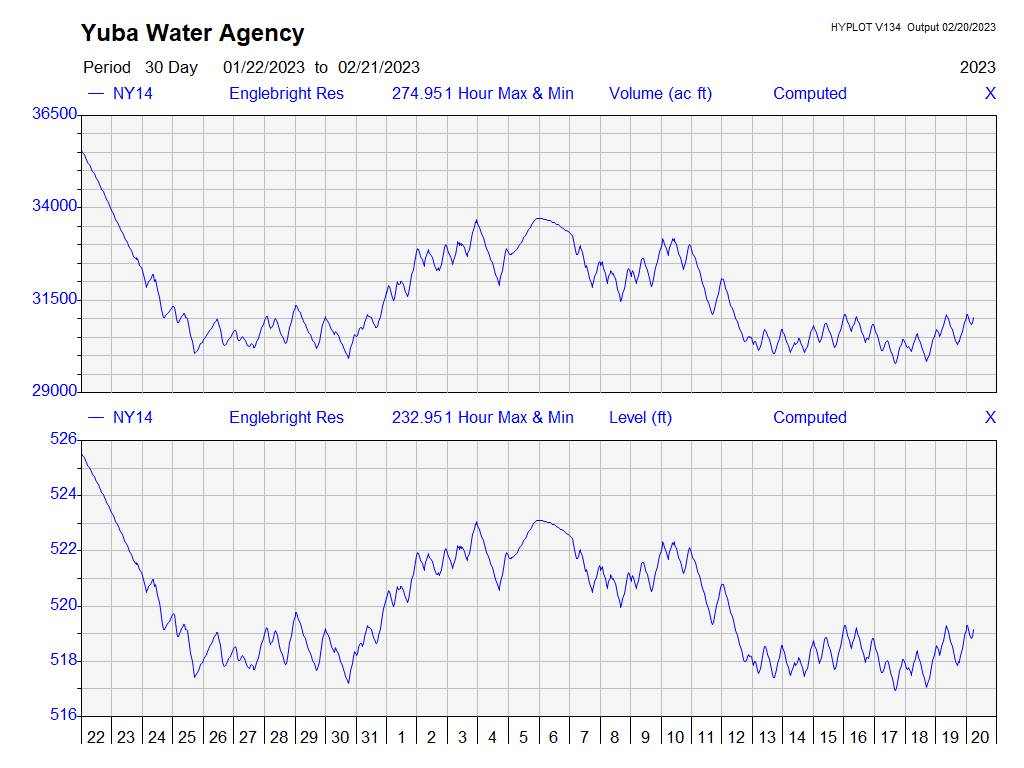 Yuba Water Agency
HYPLOT V134 Output 02/20/2023
Period 30 Day 01/22/2023 to 02/21/2023 2023
NY14 Englebright Res 274.951 Hour Max & Min Volume (ac ft) Computed X
36500
34000
31500
29000
NY14 Englebright Res 232.951 Hour Max & Min Level (ft) Computed X
526
524
522
520
518
516
22 23 24 25 26 27 28 29 30 31 1 2 3 4 5 6 7 8 9 10 11 12 13 14 15 16 17 18 19 20